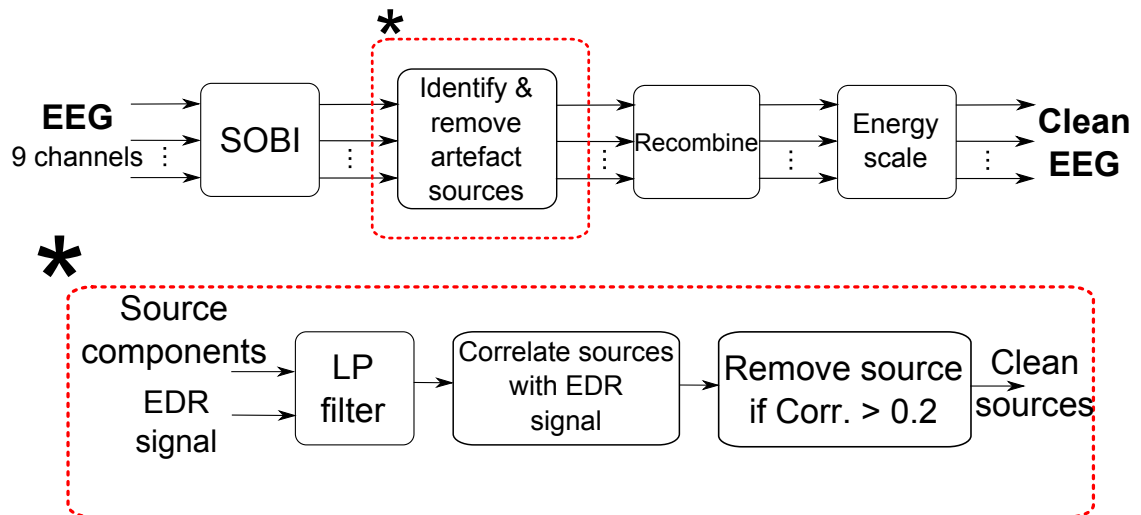 *
EEG
9 channels
⋮
SOBI
⋮
Identify &
remove
artefact
sources
⋮
Recombine
⋮
Energy
scale
⋮
Clean
EEG
*
Source
components
EDR
signal
LP
filter
Correlate sources
with EDR
signal
Remove source
if Corr. > 0.2
Clean
sources